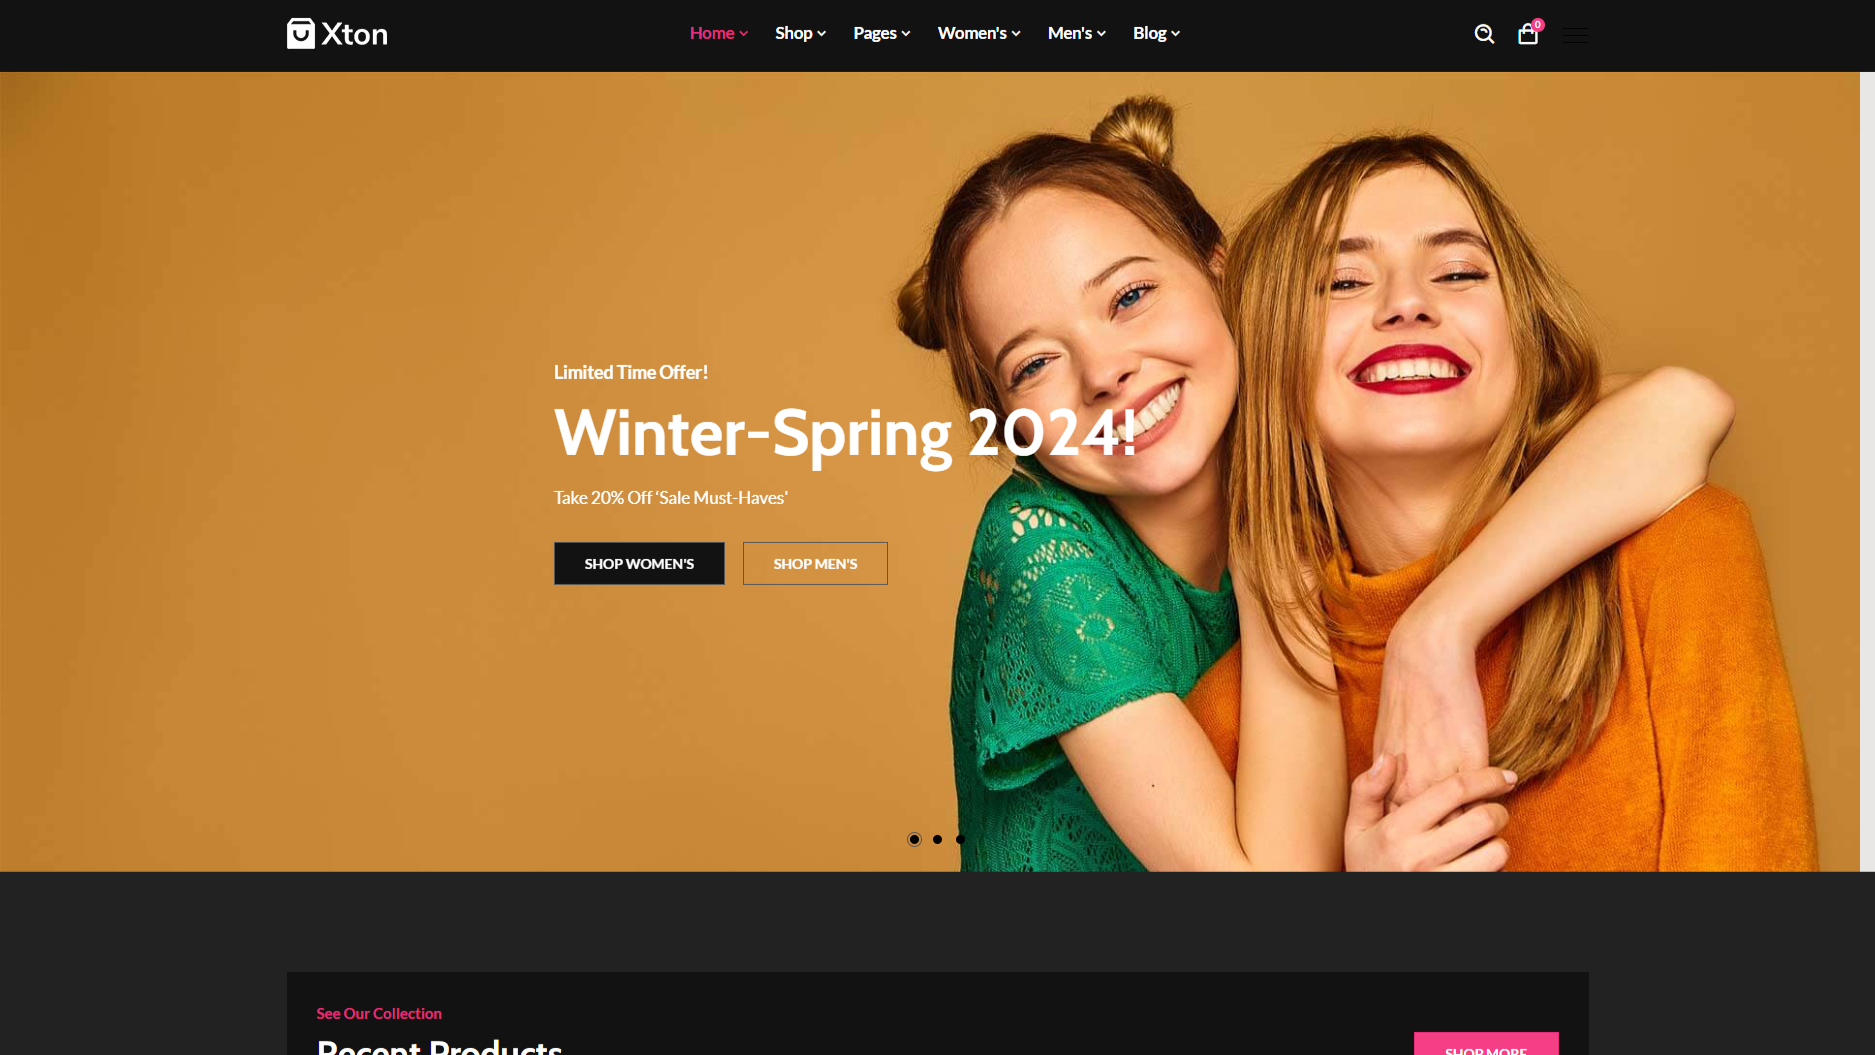 Xton
Home Shop Pages Women's Men's Blog
0
Limited Time Offer!
Winter-Spring 2024!
Take 20% Off 'Sale Must-Haves'
SHOP WOMEN'S SHOP MEN'S
See Our Collection
Recent Products
SHOP MORE